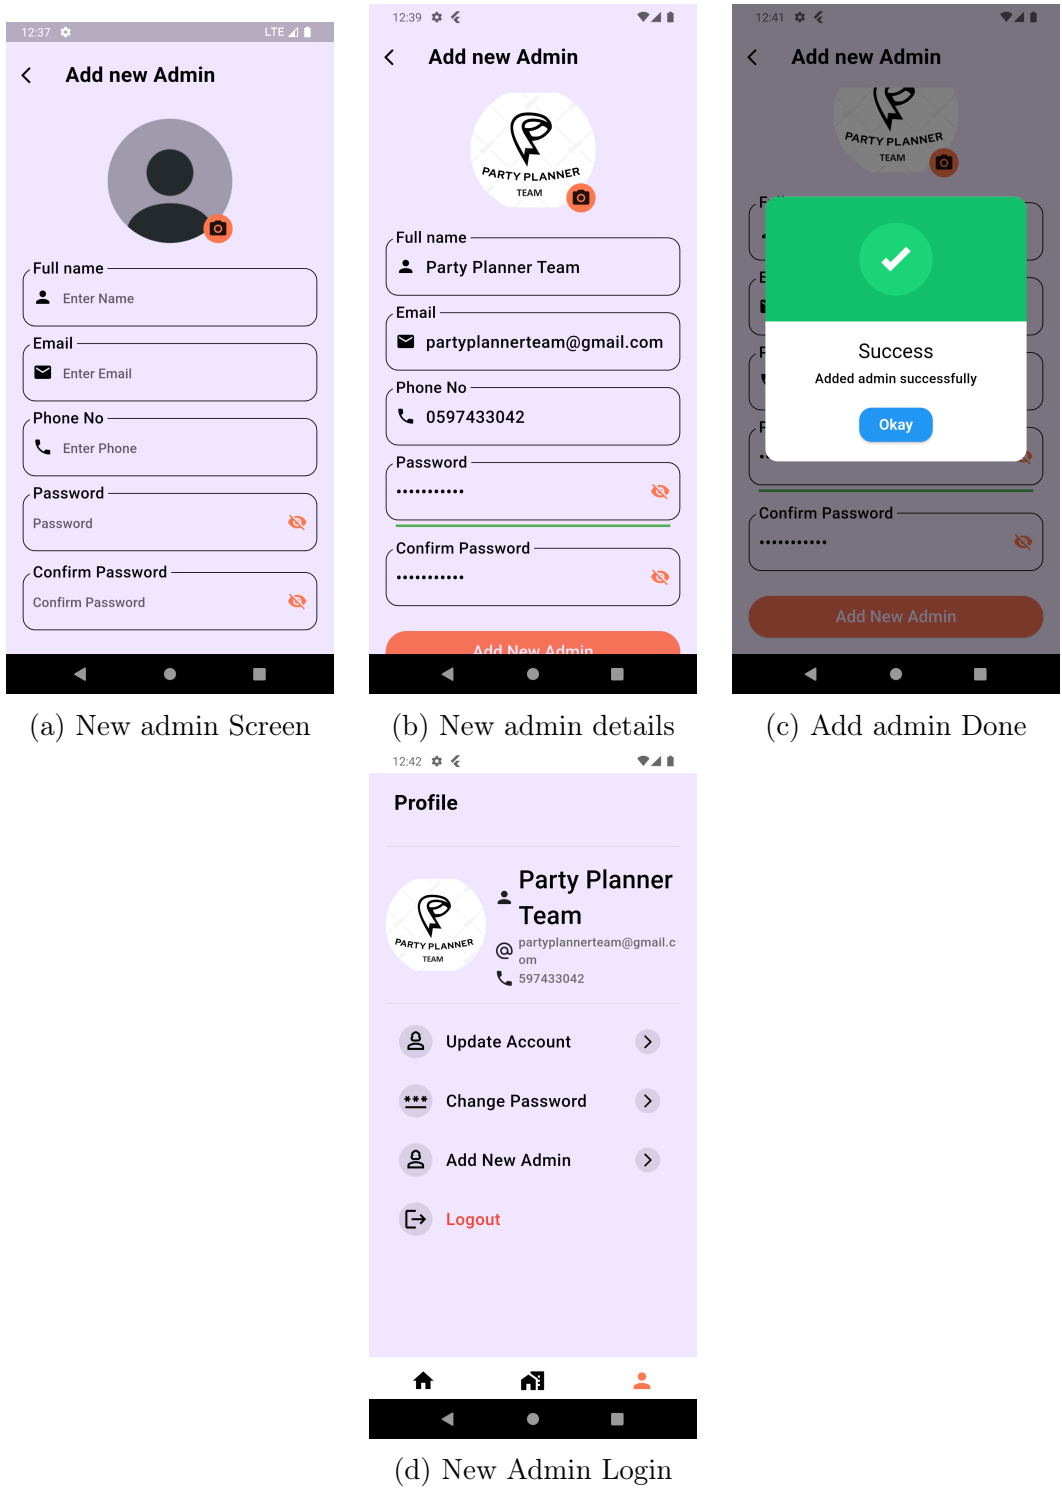 12:37
LTE
Add new Admin
Full name
Enter Name
Email
Enter Email
Phone No
Enter Phone
Password
Password
Confirm Password
Confirm Password
(a) New admin Screen
12:39
Add new Admin
PARTY PLANNER
TEAM
Full name
Party Planner Team
Email
partyplannerteam@gmail.com
Phone No
0597433042
Password
•••••••••••
Confirm Password
•••••••••••
Add New Admin
(b) New admin details
12:41
Add new Admin
PARTY PLANNER
TEAM
Success
Added admin successfully
Okay
Confirm Password
•••••••••••
Add New Admin
(c) Add admin Done
12:42
Profile
PARTY PLANNER
TEAM
Party Planner
Team
partyplannerteam@gmail.c
om
597433042
Update Account
Change Password
Add New Admin
Logout
(d) New Admin Login